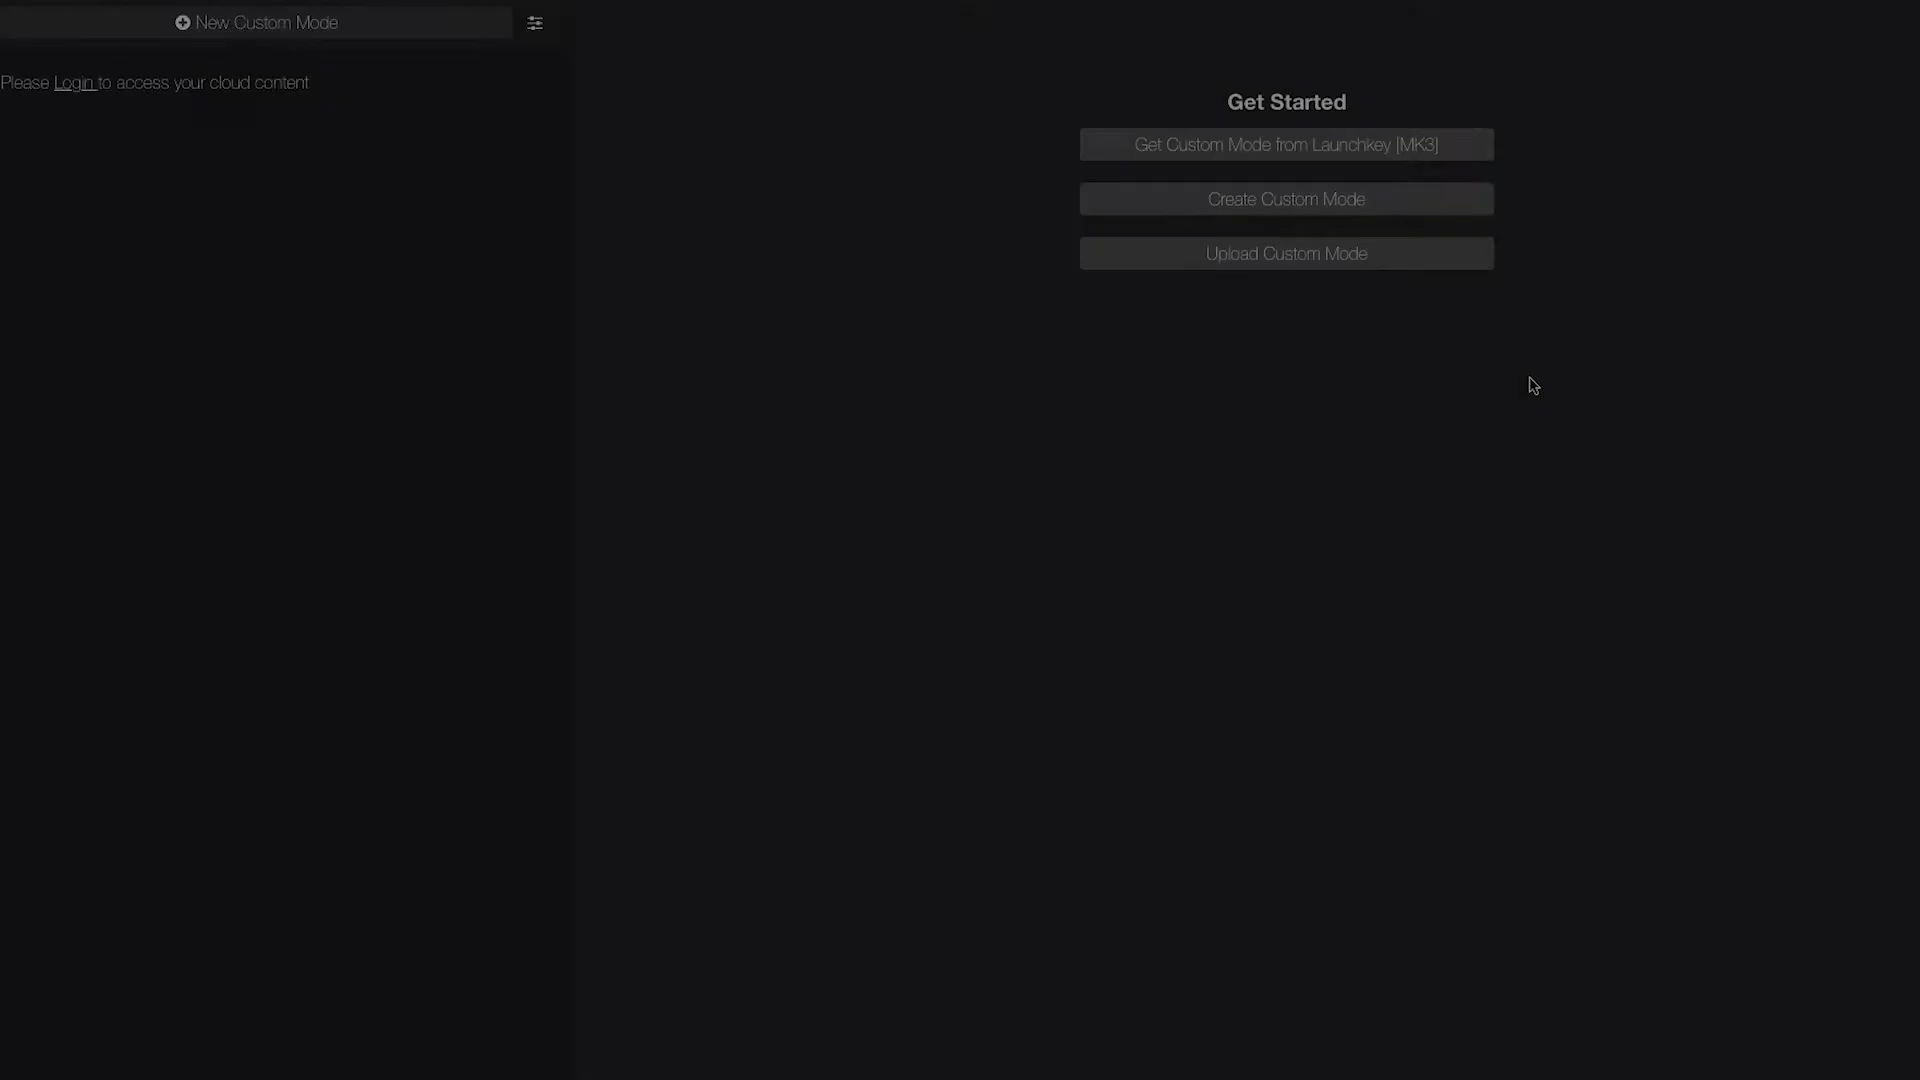 New Custom Mode
Please Login to access your cloud content
Get Started
Get Custom Mode from Launchkey [MK3]
Create Custom Mode
Upload Custom Mode